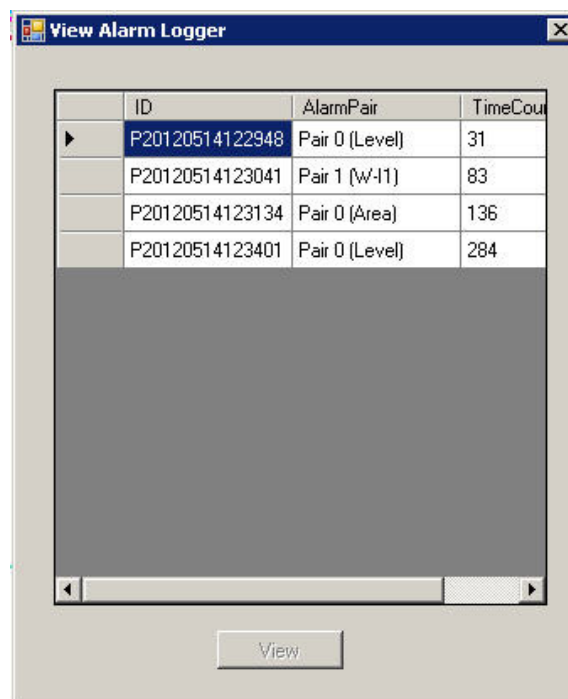 View Alarm Logger
ID AlarmPair TimeCour
P20120514122948 Pair 0 (Level) 31
P20120514123041 Pair 1 (W-I1) 83
P20120514123134 Pair 0 (Area) 136
P20120514123401 Pair 0 (Level) 284
View